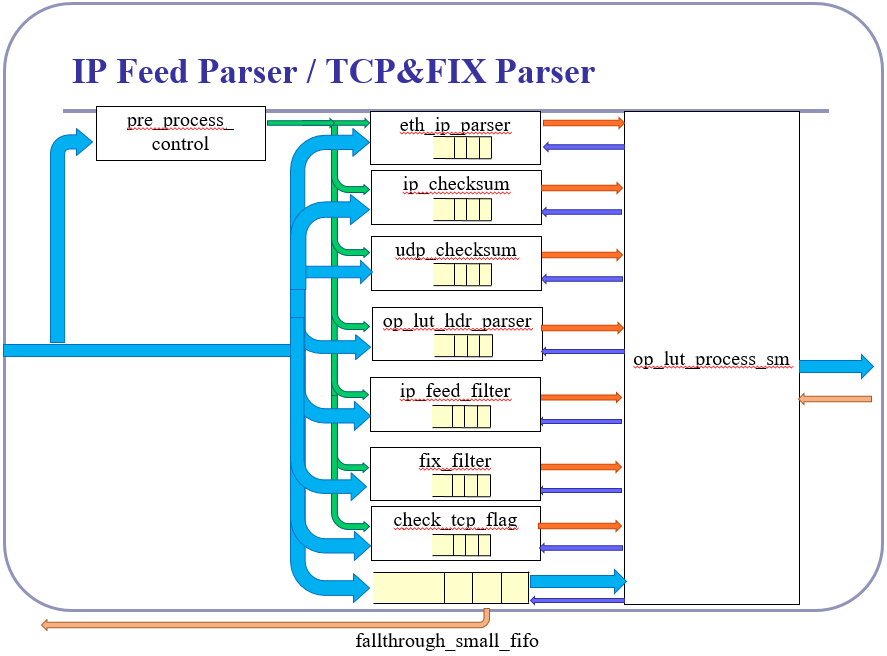 IP Feed Parser / TCP&FIX Parser
pre_process_
control
eth_ip_parser
ip_checksum
udp_checksum
op_lut_hdr_parser
op_lut_process_sm
ip_feed_filter
fix_filter
check_tcp_flag
fallthrough_small_fifo